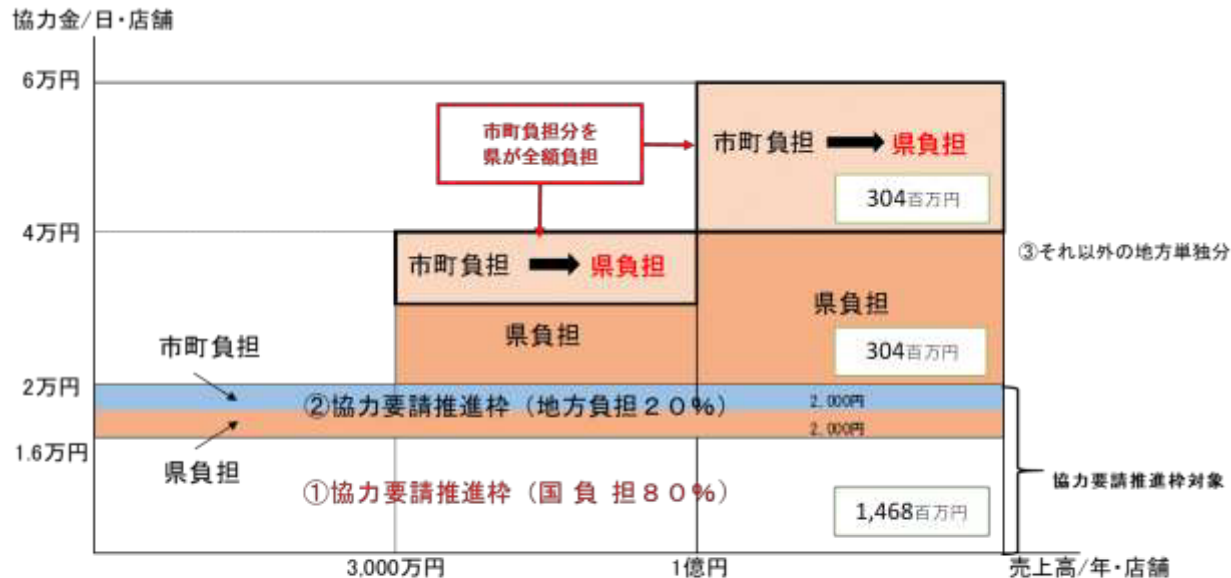 協力金/日・店舗
6万円
市町負担分を
県が全額負担
市町負担 県負担
304百万円
4万円
③それ以外の地方単独分
市町負担 県負担
県負担
県負担
304百万円
市町負担
2万円
②協力要請推進枠（地方負担２０％）
2,000円
2,000円
1.6万円
県負担
①協力要請推進枠（国 負 担８０％）
協力要請推進枠対象
1,468百万円
3,000万円
1億円
売上高/年・店舗